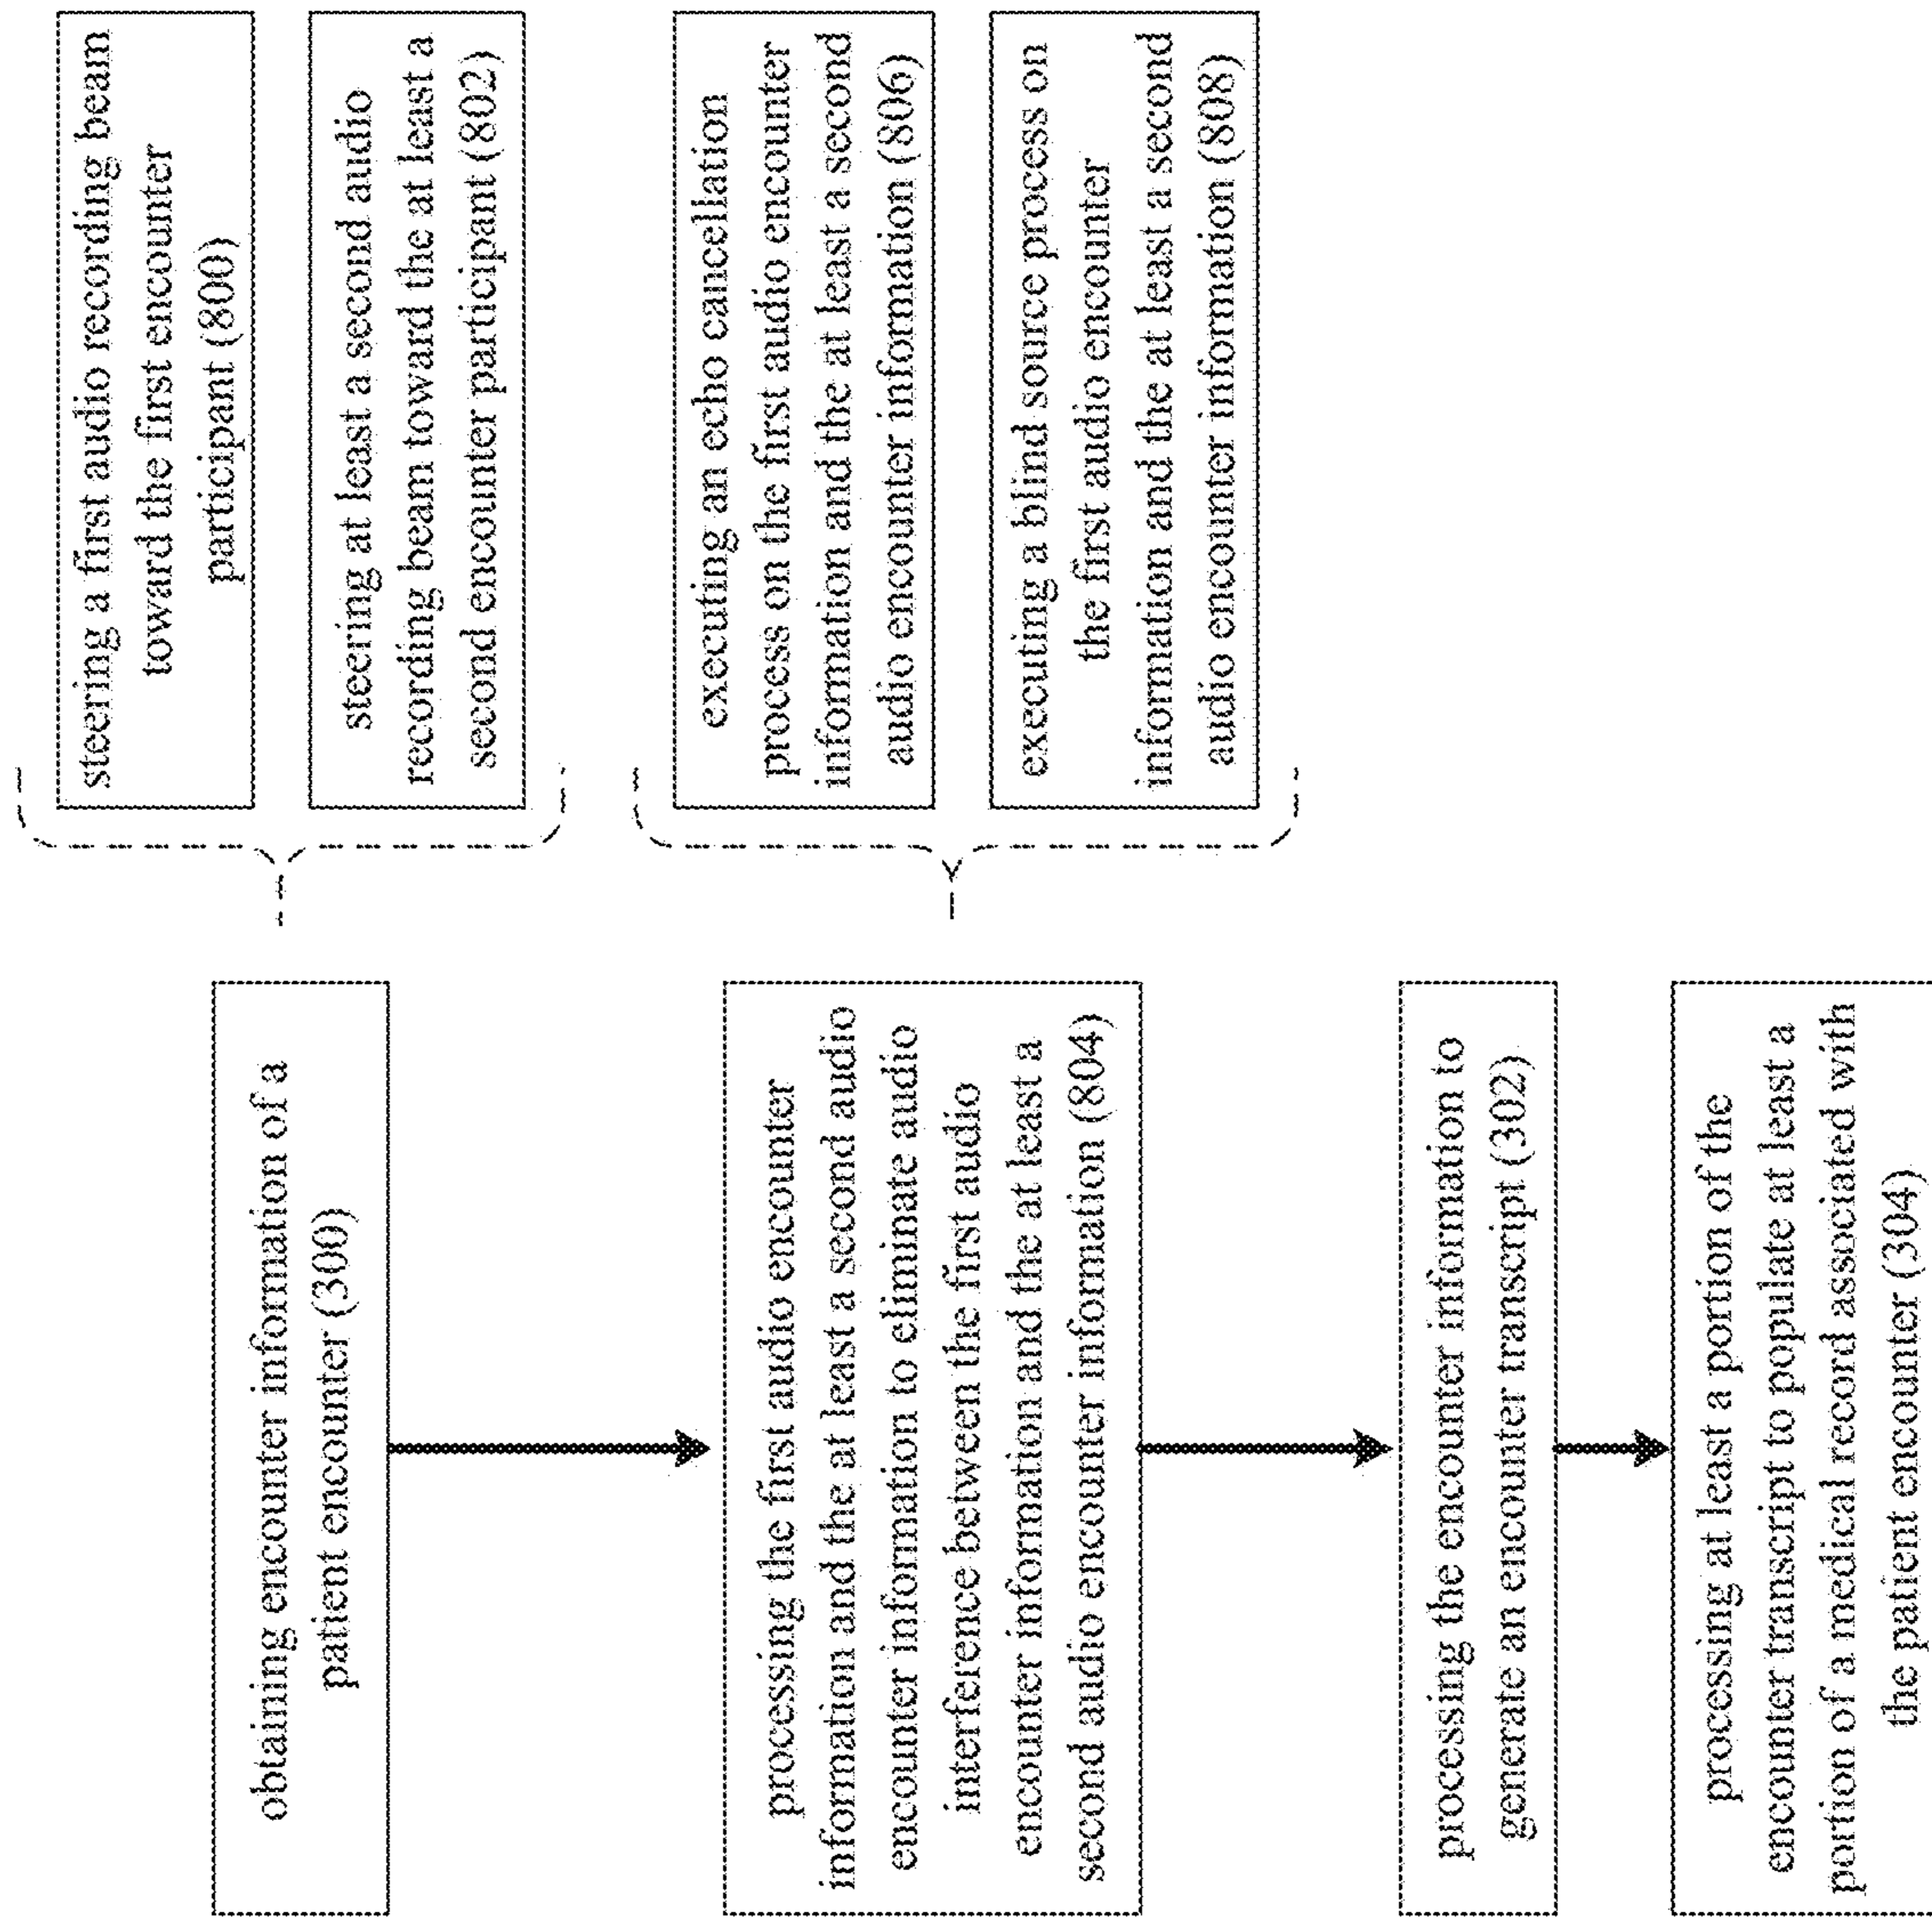 obtaining encounter information of a
patient encounter (300)
steering a first audio recording beam
toward the first encounter
participant (800)
steering at least a second audio
recording beam toward the at least a
second encounter participant (802)
processing the first audio encounter
information and the at least a second audio
encounter information to eliminate audio
interference between the first audio
encounter information and the at least a
second audio encounter information (804)
executing an echo cancellation
process on the first audio encounter
information and the at least a second
audio encounter information (806)
executing a blind source process on
the first audio encounter
information and the at least a second
audio encounter information (808)
processing the encounter information to
generate an encounter transcript (302)
processing at least a portion of the
encounter transcript to populate at least a
portion of a medical record associated with
the patient encounter (304)